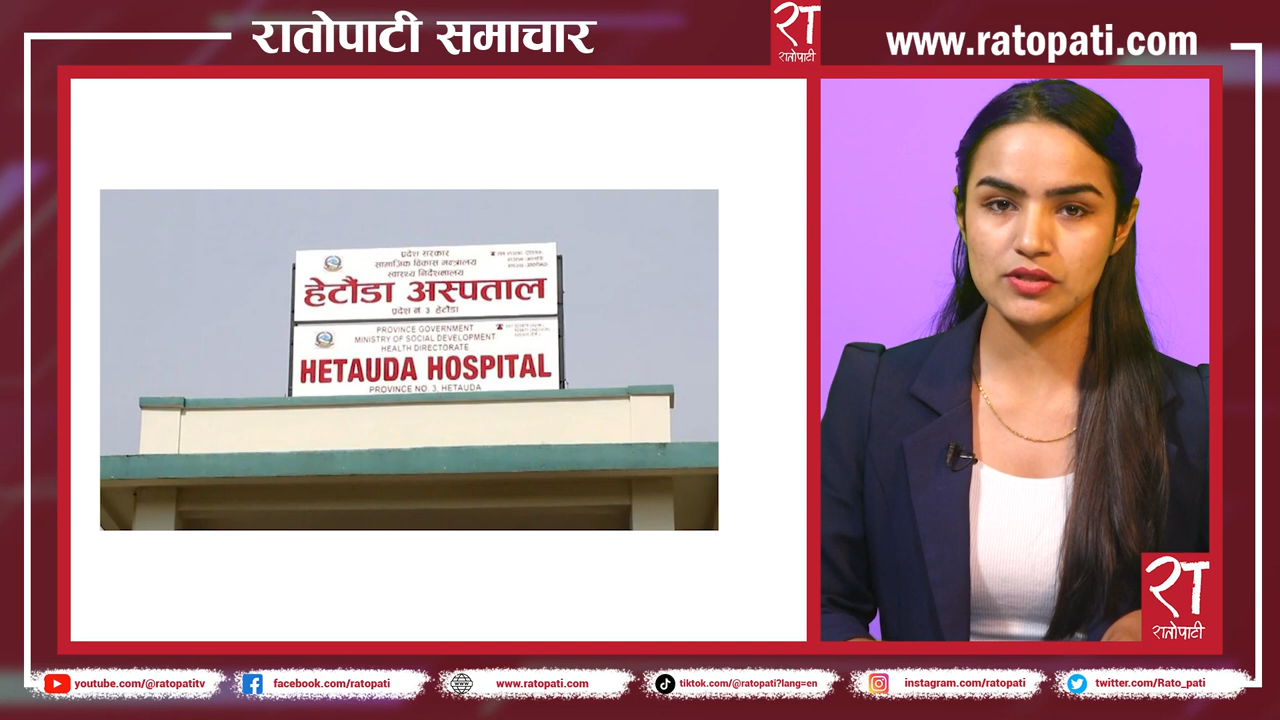 रातोपाटी समाचार
रा
रातोपाटी
www.ratopati.com
प्रदेश सरकार
सामाजिक विकास मन्त्रालय
स्वास्थ्य निर्देशनालय
हेटौंडा अस्पताल
प्रदेश नं ३ हेटौंडा
PROVINCE GOVERNMENT
MINISTRY OF SOCIAL DEVELOPMENT
HEALTH DIRECTORATE
HETAUDA HOSPITAL
PROVINCE NO. 3, HETAUDA
रा
रातोपाटी
youtube.com/@ratopatitv
facebook.com/ratopati
www.ratopati.com
tiktok.com/@ratopati?lang=en
instagram.com/ratopati
twitter.com/Rato_pati